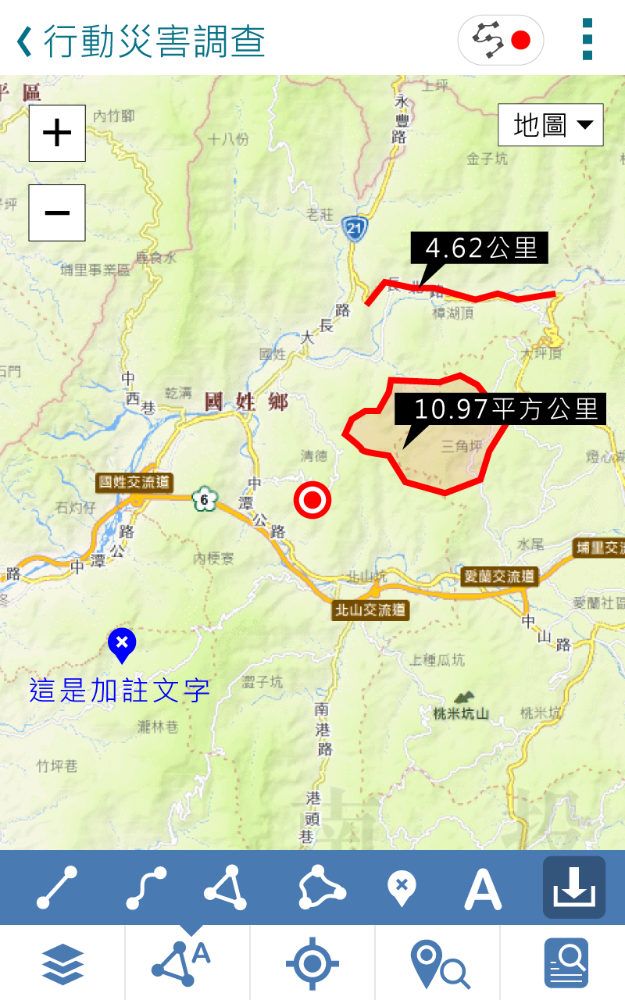 行動災害調查
平區
上坪
永豐路
內竹腳
十八份
地圖
金子坑
老莊
21
4.62公里
鹿食水
埔里事業區
長北路
樟湖頂
大長路
國姓
大坪頂
石門
中西巷
乾溝
國姓鄉
10.97平方公里
三角坪
清德
燈心湖
國姓交流道
6
中潭公路
石灼仔
中潭公路
水尾
埔里交流
內梗寮
北山坑
愛蘭交流道
愛蘭社區
北山交流道
中山路
上種瓜坑
這是加註文字
澀子坑
桃米坑山
桃米坑
南港路
瀧林巷
竹坪巷
港頭巷
南投
A
A